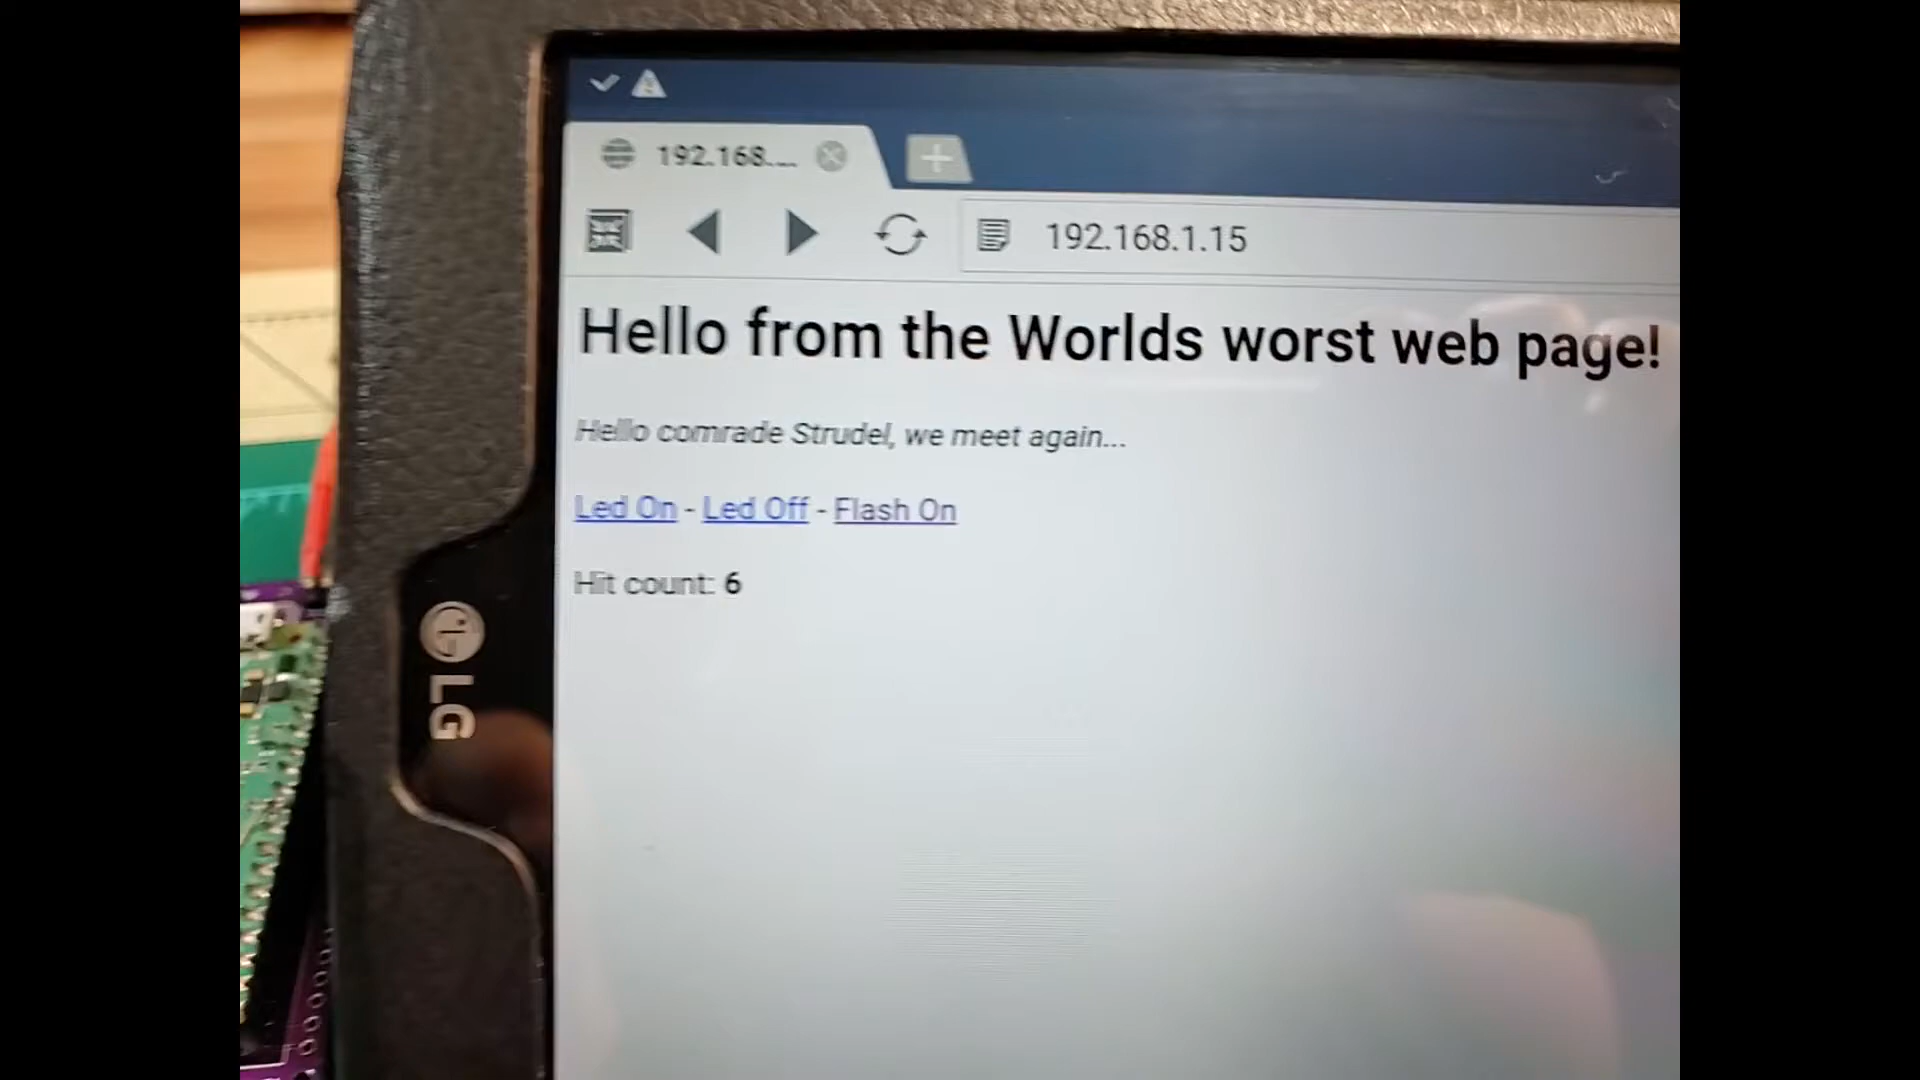 192.168....
192.168.1.15
Hello from the Worlds worst web page!
Hello comrade Strudel, we meet again...
Led On - Led Off - Flash On
Hit count: 6
LG